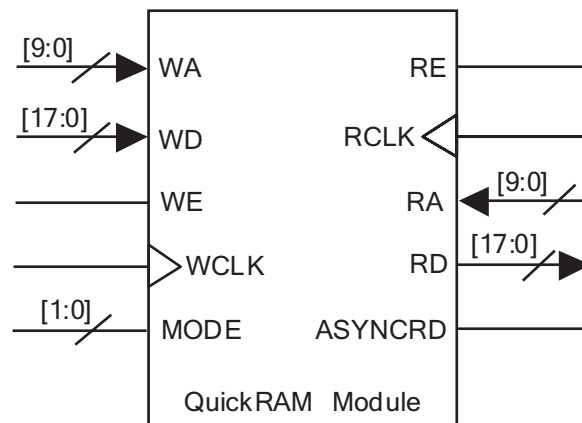 [9:0]
WA
RE
[17:0]
WD
RCLK
WE
[9:0]
RA
WCLK
[17:0]
RD
[1:0]
MODE
ASYNCRD
QuickRAM Module